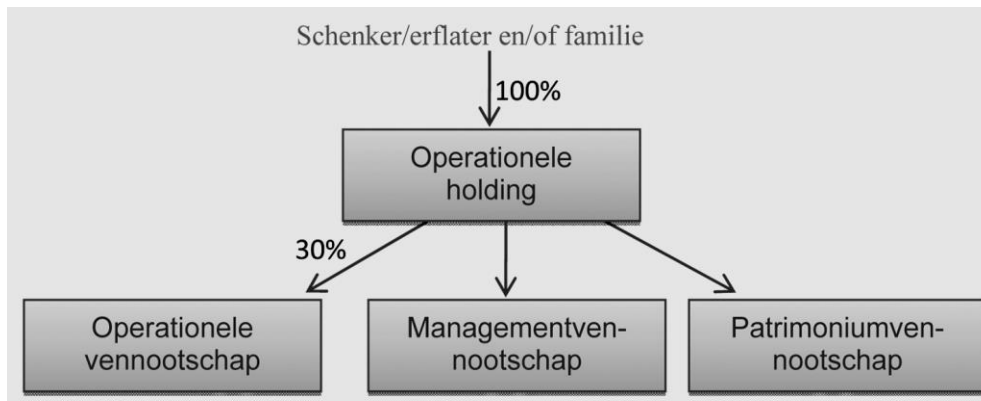 Schenker/erflater en/of familie
100%
Operationele
holding
30%
Operationele
vennootschap
Managementven-
nootschap
Patrimoniumven-
nootschap